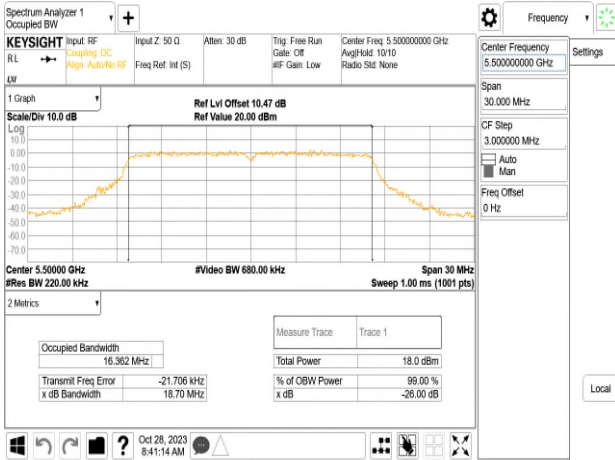 Spectrum Analyzer 1
Occupied BW
Frequency
KEYSIGHT
RL
Input: RF
Coupling: DC
Align: Auto/No RF
Input Z: 50 Ω
Freq Ref: Int (S)
Atten: 30 dB
Trig: Free Run
Gate: Off
#IF Gain: Low
Center Freq: 5.500000000 GHz
Avg|Hold: 10/10
Radio Std: None
Center Frequency
5.500000000 GHz
Settings
Span
30.000 MHz
CF Step
3.000000 MHz
Auto
Man
Freq Offset
0 Hz
Local
1 Graph
Scale/Div 10.0 dB
Ref Lvl Offset 10.47 dB
Ref Value 20.00 dBm
Log
10.0
0.00
-10.0
-20.0
-30.0
-40.0
-50.0
-60.0
-70.0
Center 5.50000 GHz
#Video BW 680.00 kHz
Span 30 MHz
#Res BW 220.00 kHz
Sweep 1.00 ms (1001 pts)
2 Metrics
Measure Trace
Trace 1
Occupied Bandwidth
16.362 MHz
Total Power
18.0 dBm
Transmit Freq Error
-21.706 kHz
% of OBW Power
99.00 %
x dB Bandwidth
18.70 MHz
x dB
-26.00 dB
?
Oct 28, 2023
8:41:14 AM